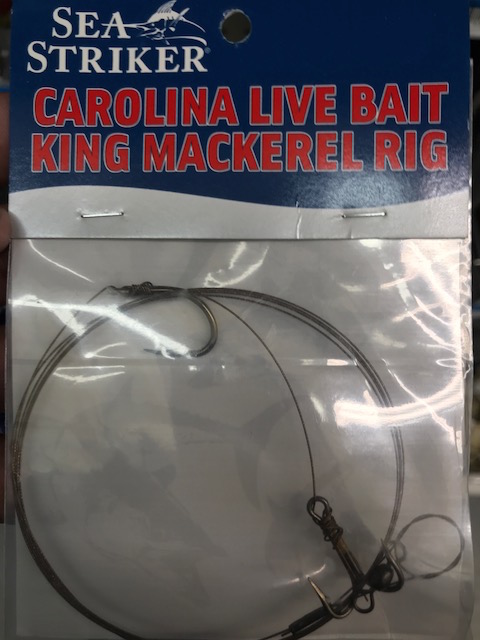 SEA
STRIKER
CAROLINA LIVE BAIT
KING MACKEREL RIG